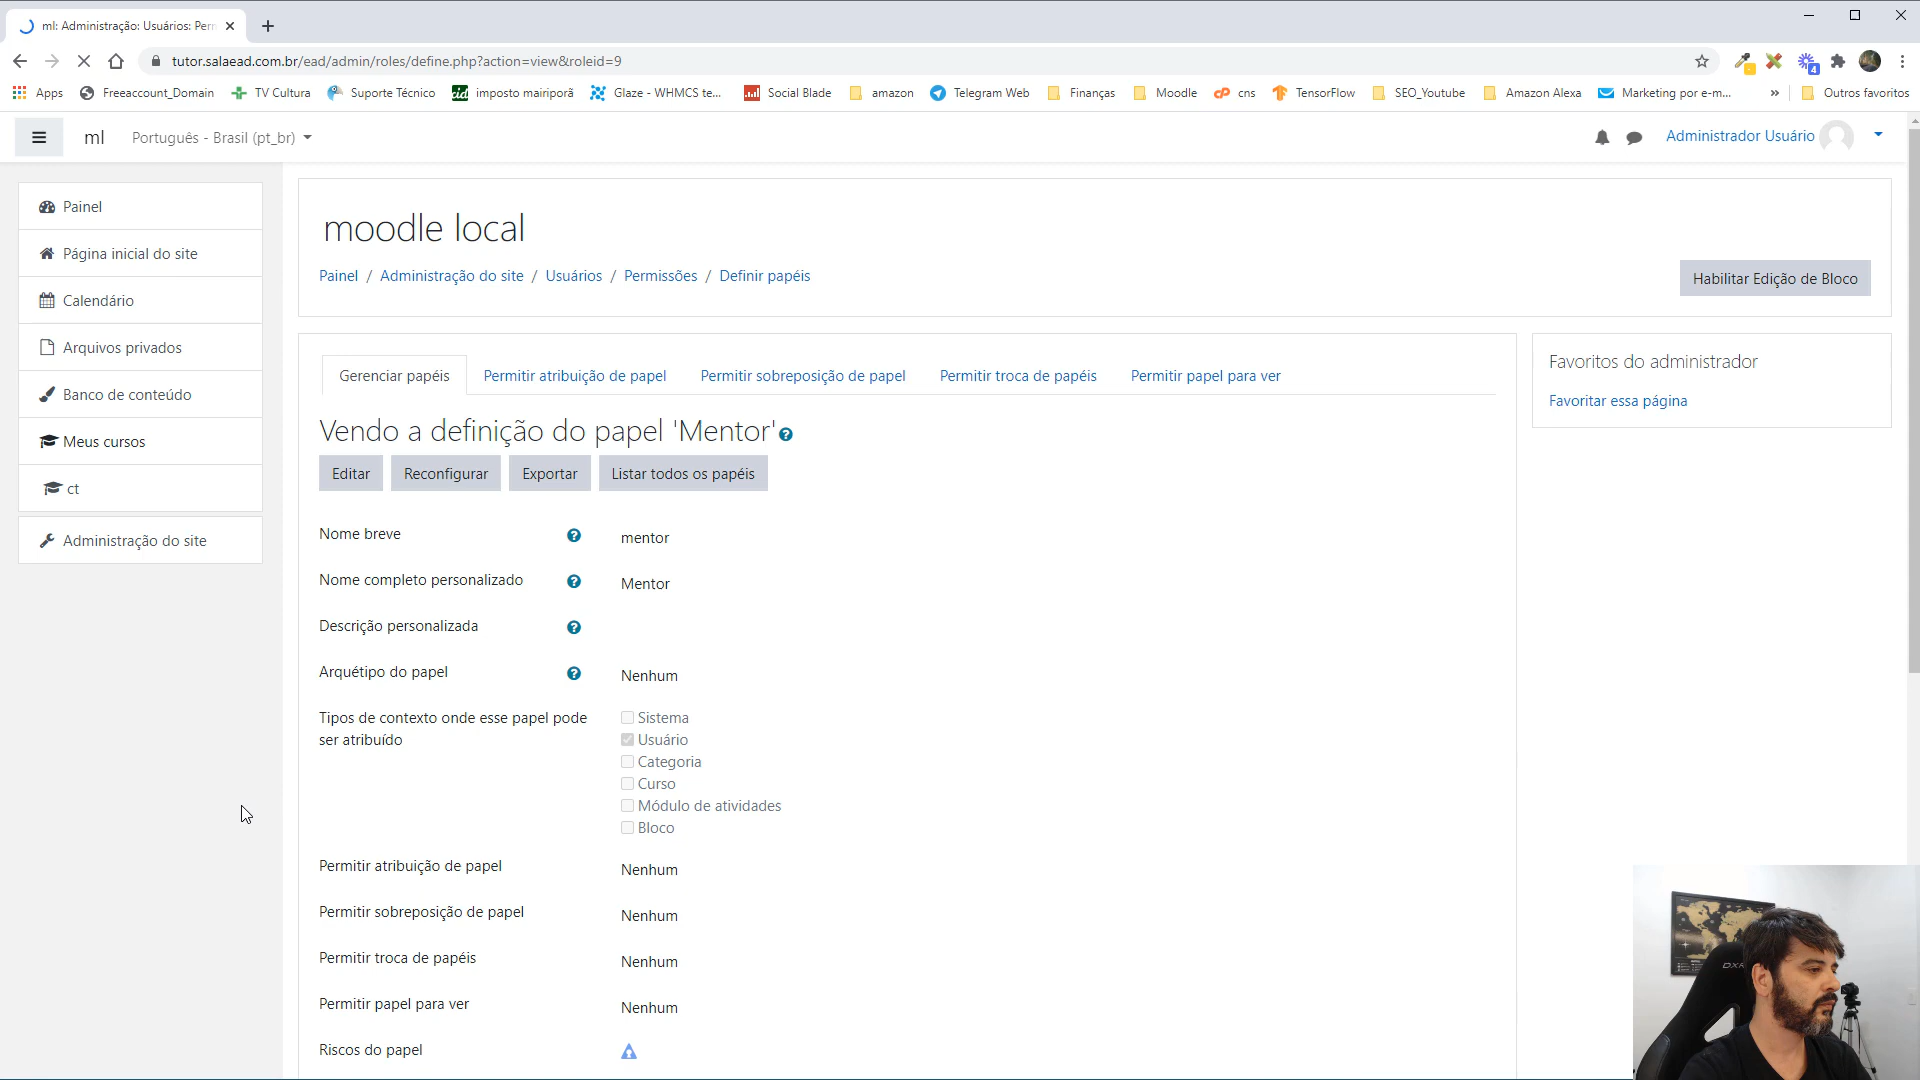 ml: Administração: Usuários: Perm
tutor.salaead.com.br/ead/admin/roles/define.php?action=view&roleid=9
4
Apps
Freeaccount_Domain
TV Cultura
Suporte Técnico
cid
imposto mairiporã
Glaze - WHMCS te...
Social Blade
amazon
Telegram Web
Finanças
Moodle
cP
cns
TensorFlow
SEO_Youtube
Amazon Alexa
Marketing por e-m...
»
Outros favoritos
ml
Português - Brasil (pt_br)
Administrador Usuário
Painel
Página inicial do site
Calendário
Arquivos privados
Banco de conteúdo
Meus cursos
ct
Administração do site
moodle local
Painel / Administração do site / Usuários / Permissões / Definir papéis
Habilitar Edição de Bloco
Gerenciar papéis
Permitir atribuição de papel
Permitir sobreposição de papel
Permitir troca de papéis
Permitir papel para ver
Favoritos do administrador
Favoritar essa página
Vendo a definição do papel 'Mentor'
Editar
Reconfigurar
Exportar
Listar todos os papéis
Nome breve
mentor
Nome completo personalizado
Mentor
Descrição personalizada
Arquétipo do papel
Nenhum
Tipos de contexto onde esse papel pode
ser atribuído
Sistema
Usuário
Categoria
Curso
Módulo de atividades
Bloco
Permitir atribuição de papel
Nenhum
Permitir sobreposição de papel
Nenhum
Permitir troca de papéis
Nenhum
Permitir papel para ver
Nenhum
Riscos do papel